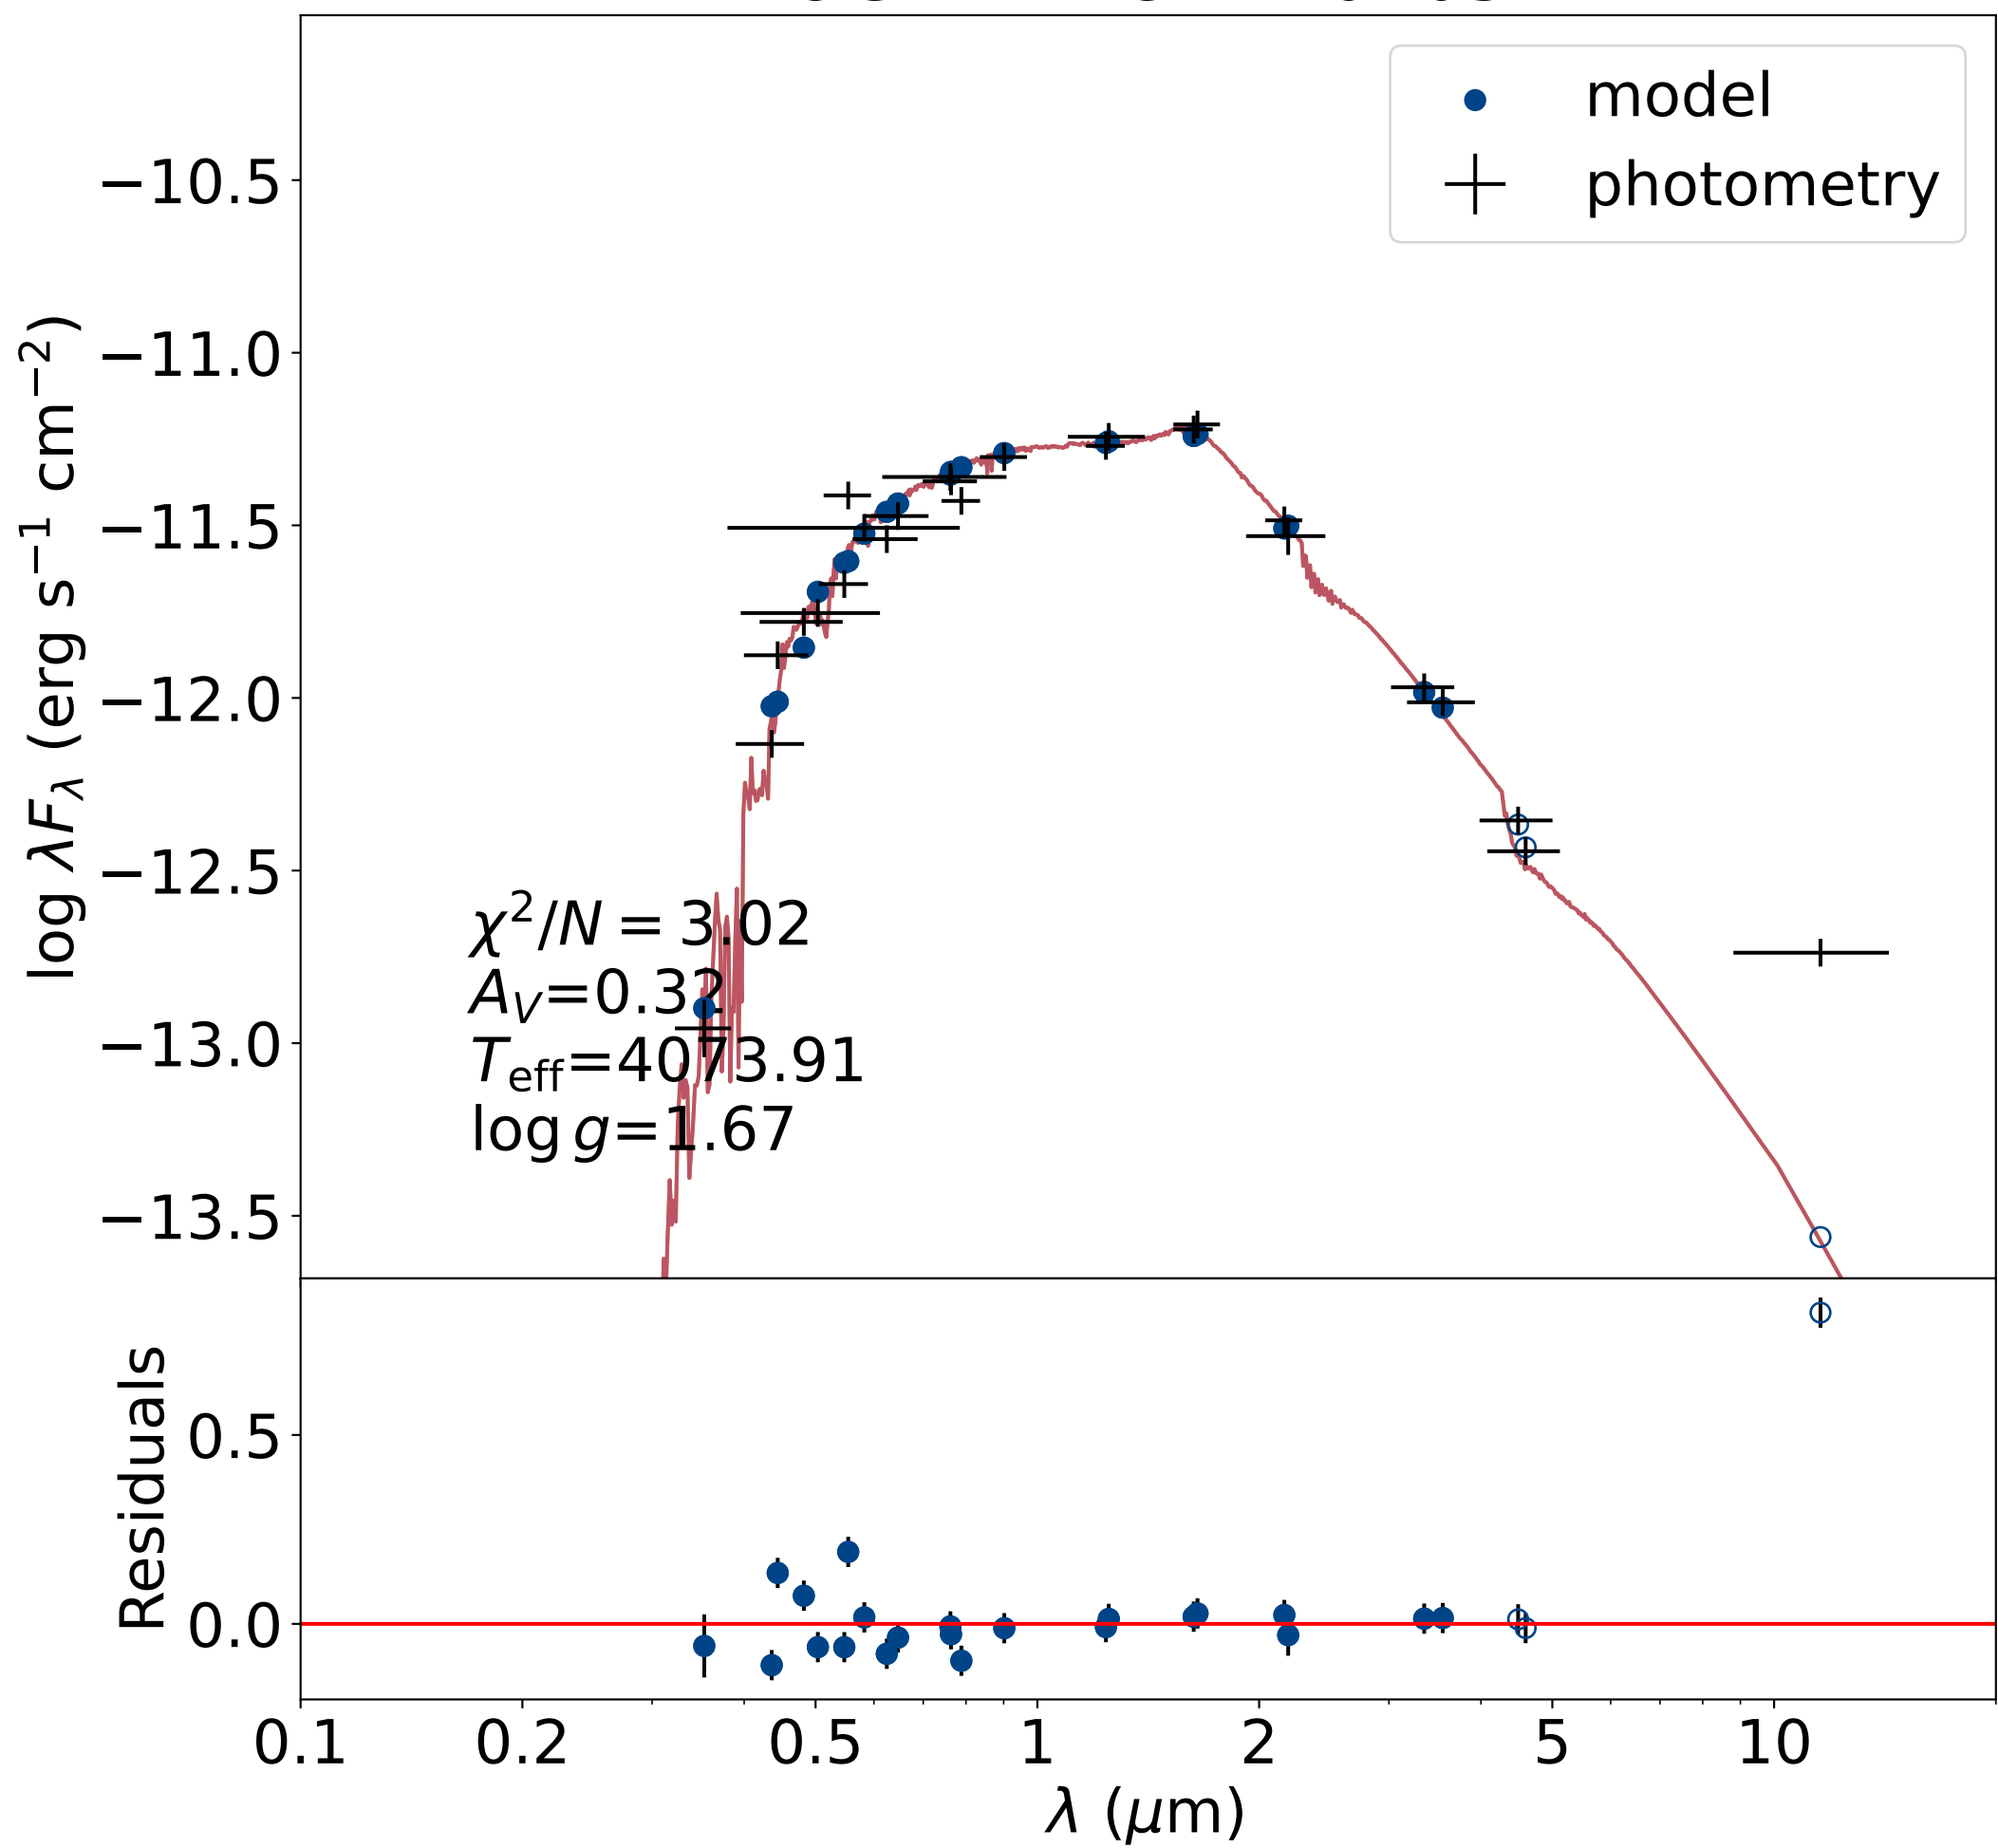 model
photometry
−10.5
−11.0
−11.5
−12.0
−12.5
−13.0
−13.5
log λF_λ (erg s⁻¹ cm⁻²)
χ²/N = 3.02
A_V=0.32
T_eff=4073.91
log g=1.67
Residuals
0.5
0.0
0.1 0.2 0.5 1 2 5 10
λ (μm)